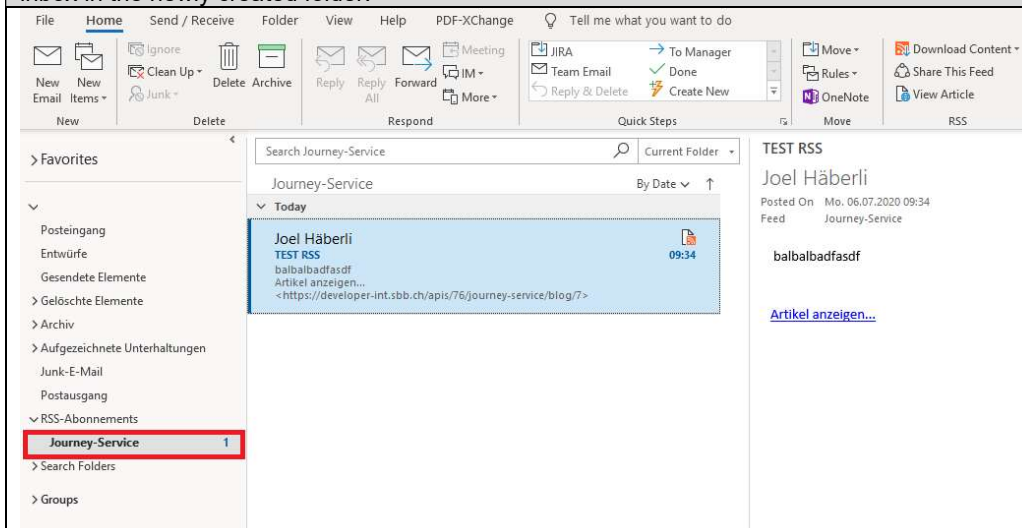 inbox in the newly created folder.
File Home Send / Receive Folder View Help PDF-XChange Tell me what you want to do
New Email
New Items
Ignore
Clean Up
Junk
Delete
Archive
Reply
Reply All
Forward
Meeting
IM
More
JIRA
Team Email
Reply & Delete
To Manager
Done
Create New
Move
Rules
OneNote
Download Content
Share This Feed
View Article
New Delete Respond Quick Steps Move RSS
Favorites
Posteingang
Entwürfe
Gesendete Elemente
Gelöschte Elemente
Archiv
Aufgezeichnete Unterhaltungen
Junk-E-Mail
Postausgang
RSS-Abonnements
Journey-Service 1
Search Folders
Groups
Search Journey-Service Current Folder
Journey-Service By Date
Today
Joel Häberli
TEST RSS 09:34
balbalbadfasdf
Artikel anzeigen...
<https://developer-int.sbb.ch/apis/76/journey-service/blog/7>
TEST RSS
Joel Häberli
Posted On Mo. 06.07.2020 09:34
Feed Journey-Service
balbalbadfasdf
Artikel anzeigen...